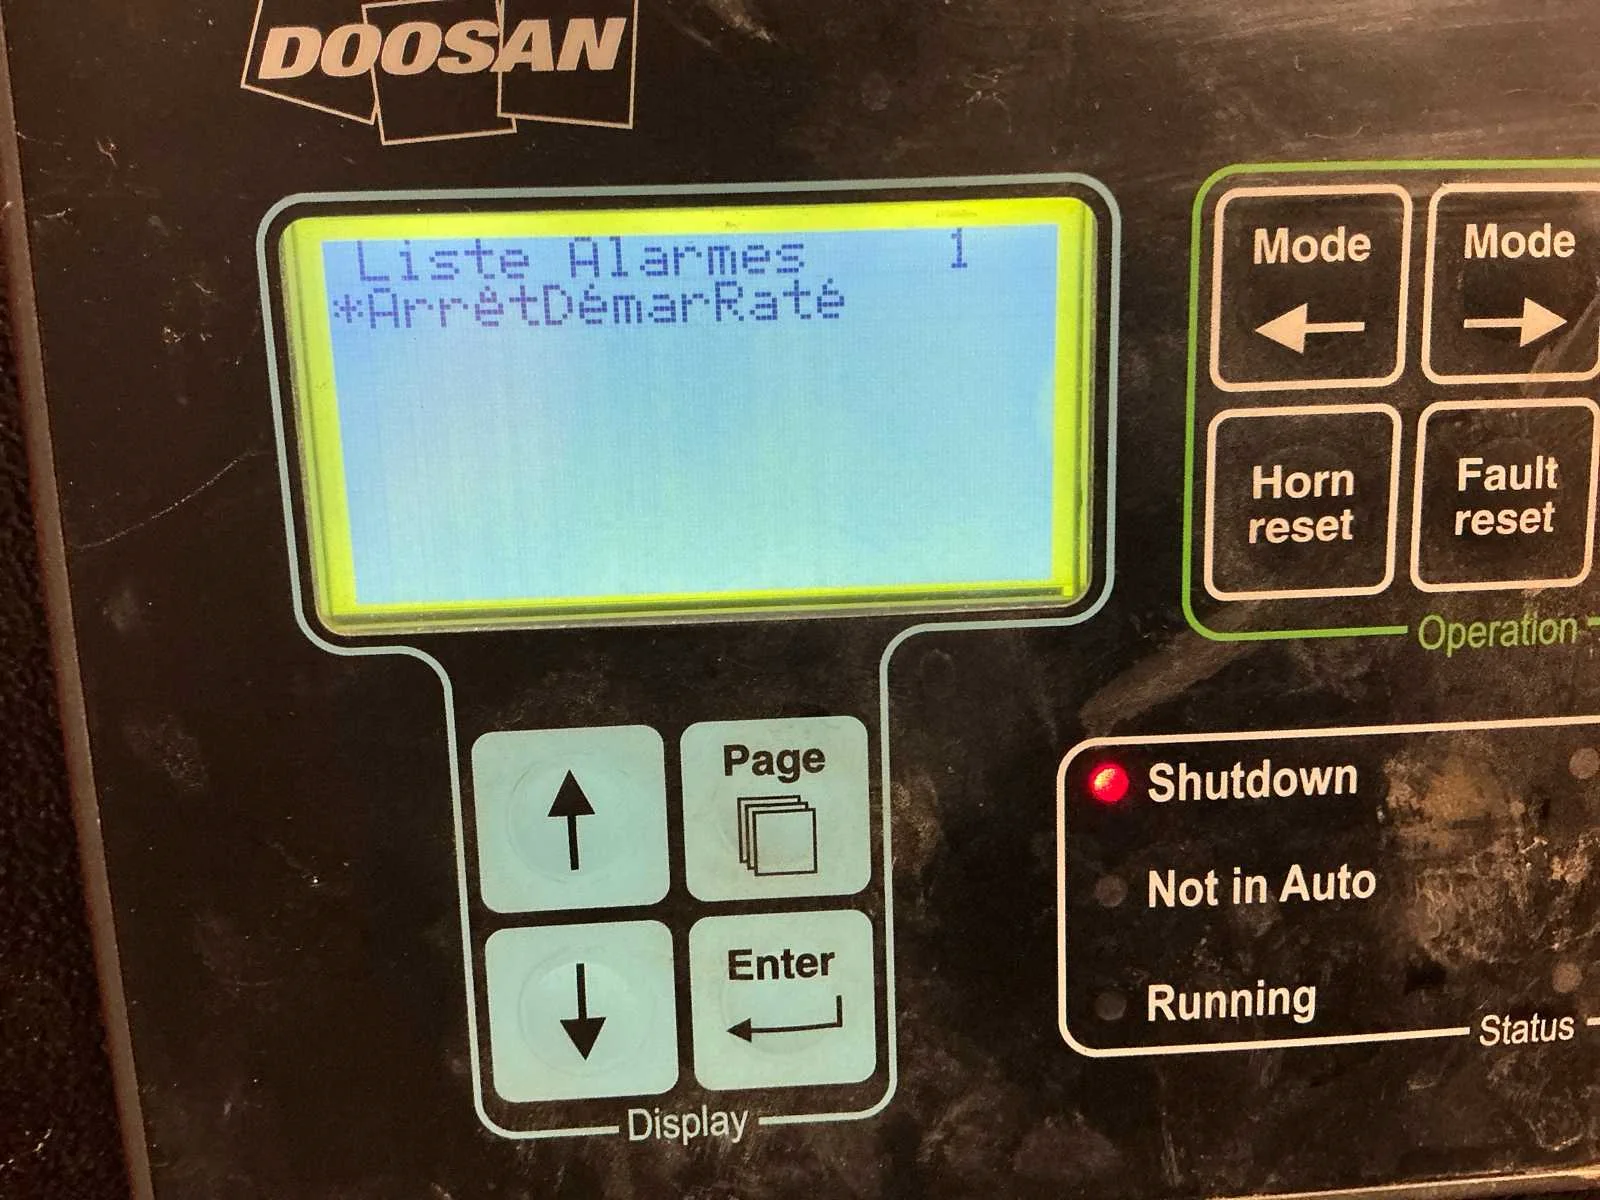 DOOSAN
Liste Alarmes 1
*ArrêtDémarRaté
Mode
Mode
Horn
reset
Fault
reset
Operation
Page
Enter
Display
Shutdown
Not in Auto
Running
Status